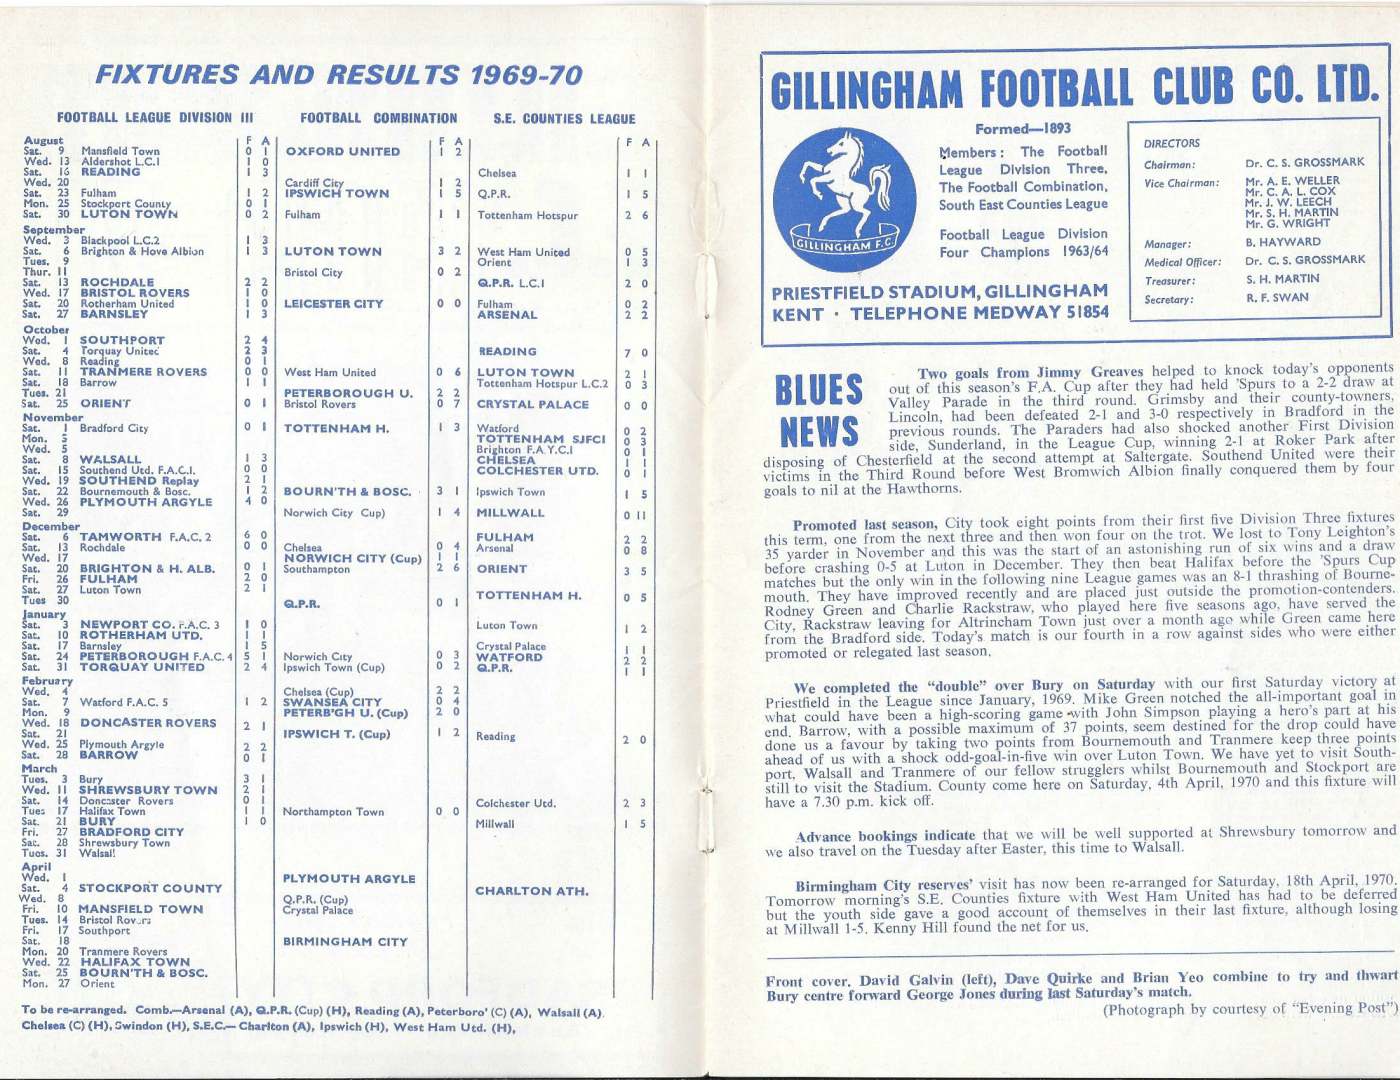 FIXTURES AND RESULTS 1969-70
FOOTBALL LEAGUE DIVISION III FOOTBALL COMBINATION S.E. COUNTIES LEAGUE
August F A F A F A
Sat. 9 Mansfield Town 0 1 OXFORD UNITED 1 2
Wed. 13 Aldershot L.C.1 1 0
Sat. 16 READING 1 3 Chelsea 1 1
Wed. 20 Cardiff City 1 2
Sat. 23 Fulham 1 2 IPSWICH TOWN 1 5 Q.P.R. 1 5
Mon. 25 Stockport County 0 1
Sat. 30 LUTON TOWN 0 2 Fulham 1 1 Tottenham Hotspur 2 6
September
Wed. 3 Blackpool L.C.2 1 3
Sat. 6 Brighton & Hove Albion 1 3 LUTON TOWN 3 2 West Ham United 0 5
Tues. 9 Orient 1 3
Thur. 11 Bristol City 0 2
Sat. 13 ROCHDALE 2 2 Q.P.R. L.C.I 2 0
Wed. 17 BRISTOL ROVERS 1 0
Sat. 20 Rotherham United 1 0 LEICESTER CITY 0 0 Fulham 0 2
Sat. 27 BARNSLEY 1 3 ARSENAL 2 2
October
Wed. 1 SOUTHPORT 2 4
Sat. 4 Torquay United 2 3 READING 7 0
Wed. 8 Reading 0 1
Sat. 11 TRANMERE ROVERS 0 0 West Ham United 0 6 LUTON TOWN 2 1
Sat. 18 Barrow 1 1 Tottenham Hotspur L.C.2 0 3
Tues. 21 PETERBOROUGH U. 2 2
Sat. 25 ORIENT 0 1 Bristol Rovers 0 7 CRYSTAL PALACE 0 0
November
Sat. 1 Bradford City 0 1 TOTTENHAM H. 1 3 Watford 0 2
Mon. 5 TOTTENHAM SJFCI 0 3
Wed. 5 Brighton F.A.Y.C.I 0 1
Sat. 8 WALSALL 1 3 CHELSEA 1 1
Sat. 15 Southend Utd. F.A.C.I. 0 0 COLCHESTER UTD. 0 1
Wed. 19 SOUTHEND Replay 2 1
Sat. 22 Bournemouth & Bosc. 1 2 BOURN'TH & BOSC. 3 1 Ipswich Town 1 5
Wed. 26 PLYMOUTH ARGYLE 4 0
Sat. 29 Norwich City Cup) 1 4 MILLWALL 0 11
December
Sat. 6 TAMWORTH F.A.C. 2 6 0 FULHAM 2 2
Sat. 13 Rochdale 0 0 Chelsea 0 4 Arsenal 0 8
Wed. 17 NORWICH CITY (Cup) 1 1
Sat. 20 BRIGHTON & H. ALB. 0 1 Southampton 2 6 ORIENT 3 5
Fri. 26 FULHAM 2 0
Sat. 27 Luton Town 2 1 TOTTENHAM H. 0 5
Tues 30 Q.P.R. 0 1
January
Sat. 3 NEWPORT CO. F.A.C. 3 1 0 Luton Town 1 2
Sat. 10 ROTHERHAM UTD. 1 1
Sat. 17 Barnsley 1 5 Crystal Palace 1 1
Sat. 24 PETERBOROUGH F.A.C. 4 5 1 Norwich City 0 3 WATFORD 2 2
Sat. 31 TORQUAY UNITED 2 4 Ipswich Town (Cup) 0 2 Q.P.R. 1 1
February
Wed. 4 Chelsea (Cup) 2 2
Sat. 7 Watford F.A.C. 5 1 2 SWANSEA CITY 0 4
Mon. 9 PETERB'GH U. (Cup) 2 0
Wed. 18 DONCASTER ROVERS 2 1
Sat. 21 IPSWICH T. (Cup) 1 2 Reading 2 0
Wed. 25 Plymouth Argyle 2 2
Sat. 28 BARROW 0 1
March
Tues. 3 Bury 3 1
Wed. 11 SHREWSBURY TOWN 2 1
Sat. 14 Doncaster Rovers 0 1 Colchester Utd. 2 3
Tues 17 Halifax Town 1 1 Northampton Town 0 0
Sat. 21 BURY 1 0 Millwall 1 5
Fri. 27 BRADFORD CITY
Sat. 28 Shrewsbury Town
Tues. 31 Walsall
April
Wed. 1 PLYMOUTH ARGYLE
Sat. 4 STOCKPORT COUNTY CHARLTON ATH.
Wed. 8 Q.P.R. (Cup)
Fri. 10 MANSFIELD TOWN Crystal Palace
Tues. 14 Bristol Rovers
Fri. 17 Southport
Sat. 18 BIRMINGHAM CITY
Mon. 20 Tranmere Rovers
Wed. 22 HALIFAX TOWN
Sat. 25 BOURN'TH & BOSC.
Mon. 27 Orient
To be re-arranged. Comb.—Arsenal (A), Q.P.R. (Cup) (H), Reading (A), Peterboro' (C) (A), Walsall (A).
Chelsea (C) (H), Swindon (H), S.E.C.— Charlton (A), Ipswich (H), West Ham Utd. (H),
GILLINGHAM FOOTBALL CLUB CO. LTD.
GILLINGHAM F.C.
Formed—1893
Members : The Football
League Division Three,
The Football Combination,
South East Counties League
Football League Division
Four Champions 1963/64
PRIESTFIELD STADIUM, GILLINGHAM
KENT · TELEPHONE MEDWAY 51854
DIRECTORS
Chairman: Dr. C. S. GROSSMARK
Vice Chairman: Mr. A. E. WELLER
Mr. C. A. L. COX
Mr. J. W. LEECH
Mr. S. H. MARTIN
Mr. G. WRIGHT
Manager: B. HAYWARD
Medical Officer: Dr. C. S. GROSSMARK
Treasurer: S. H. MARTIN
Secretary: R. F. SWAN
BLUES
NEWS
Two goals from Jimmy Greaves helped to knock today's opponents
out of this season's F.A. Cup after they had held 'Spurs to a 2-2 draw at
Valley Parade in the third round. Grimsby and their county-towners,
Lincoln, had been defeated 2-1 and 3-0 respectively in Bradford in the
previous rounds. The Paraders had also shocked another First Division
side, Sunderland, in the League Cup, winning 2-1 at Roker Park after
disposing of Chesterfield at the second attempt at Saltergate. Southend United were their
victims in the Third Round before West Bromwich Albion finally conquered them by four
goals to nil at the Hawthorns.
Promoted last season, City took eight points from their first five Division Three fixtures
this term, one from the next three and then won four on the trot. We lost to Tony Leighton's
35 yarder in November and this was the start of an astonishing run of six wins and a draw
before crashing 0-5 at Luton in December. They then beat Halifax before the 'Spurs Cup
matches but the only win in the following nine League games was an 8-1 thrashing of Bourne-
mouth. They have improved recently and are placed just outside the promotion-contenders.
Rodney Green and Charlie Rackstraw, who played here five seasons ago, have served the
City, Rackstraw leaving for Altrincham Town just over a month ago while Green came here
from the Bradford side. Today's match is our fourth in a row against sides who were either
promoted or relegated last season.
We completed the "double" over Bury on Saturday with our first Saturday victory at
Priestfield in the League since January, 1969. Mike Green notched the all-important goal in
what could have been a high-scoring game with John Simpson playing a hero's part at his
end. Barrow, with a possible maximum of 37 points, seem destined for the drop could have
done us a favour by taking two points from Bournemouth and Tranmere keep three points
ahead of us with a shock odd-goal-in-five win over Luton Town. We have yet to visit South-
port, Walsall and Tranmere of our fellow strugglers whilst Bournemouth and Stockport are
still to visit the Stadium. County come here on Saturday, 4th April, 1970 and this fixture will
have a 7.30 p.m. kick off.
Advance bookings indicate that we will be well supported at Shrewsbury tomorrow and
we also travel on the Tuesday after Easter, this time to Walsall.
Birmingham City reserves' visit has now been re-arranged for Saturday, 18th April, 1970.
Tomorrow morning's S.E. Counties fixture with West Ham United has had to be deferred
but the youth side gave a good account of themselves in their last fixture, although losing
at Millwall 1-5. Kenny Hill found the net for us.
Front cover. David Galvin (left), Dave Quirke and Brian Yeo combine to try and thwart
Bury centre forward George Jones during last Saturday's match.
(Photograph by courtesy of "Evening Post")